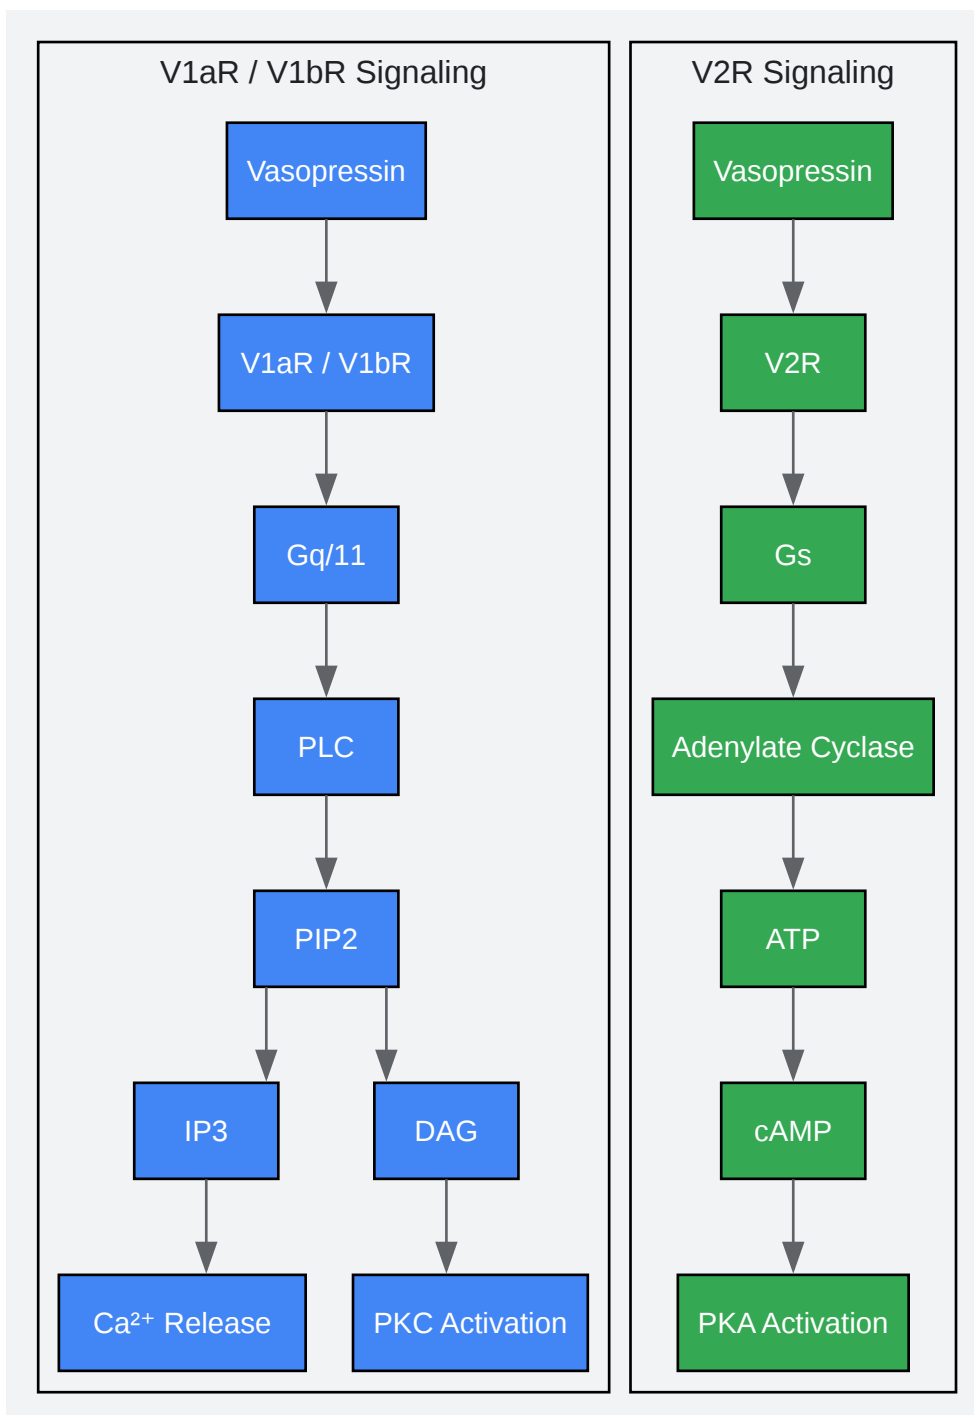 V1aR / V1bR Signaling
Vasopressin
V1aR / V1bR
Gq/11
PLC
PIP2
IP3
DAG
Ca²⁺ Release
PKC Activation
V2R Signaling
Vasopressin
V2R
Gs
Adenylate Cyclase
ATP
cAMP
PKA Activation